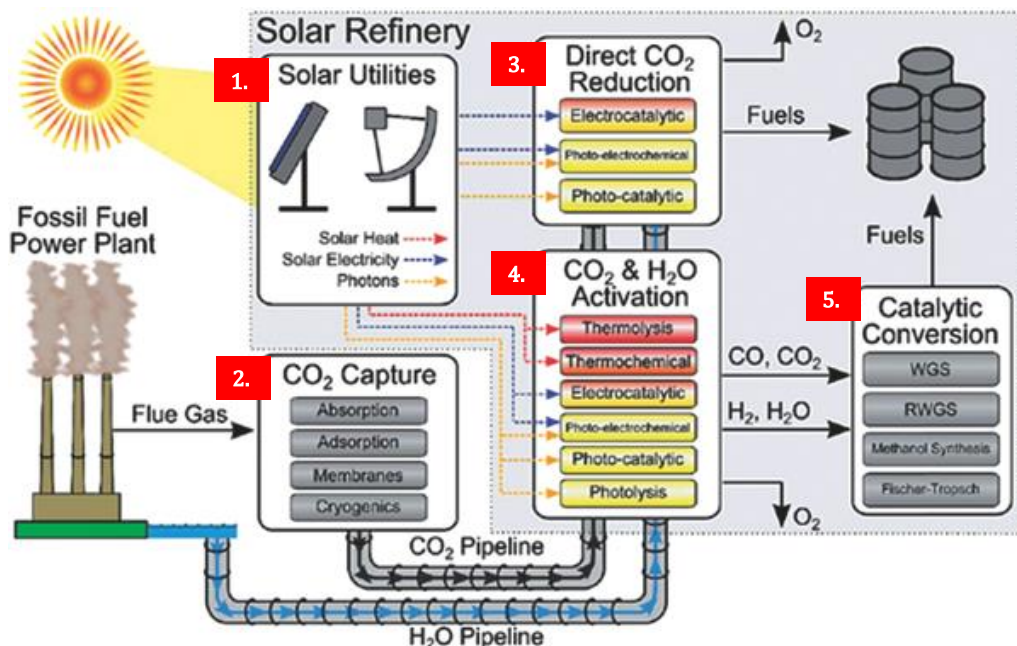 Solar Refinery
1.
Solar Utilities
Solar Heat
Solar Electricity
Photons
Fossil Fuel
Power Plant
Flue Gas
2.
CO₂ Capture
Absorption
Adsorption
Membranes
Cryogenics
CO₂ Pipeline
H₂O Pipeline
3.
Direct CO₂
Reduction
Electrocatalytic
Photo-electrochemical
Photo-catalytic
O₂
Fuels
4.
CO₂ & H₂O
Activation
Thermolysis
Thermochemical
Electrocatalytic
Photo-electrochemical
Photo-catalytic
Photolysis
CO, CO₂
H₂, H₂O
O₂
5.
Catalytic
Conversion
WGS
RWGS
Methanol Synthesis
Fischer-Tropsch
Fuels